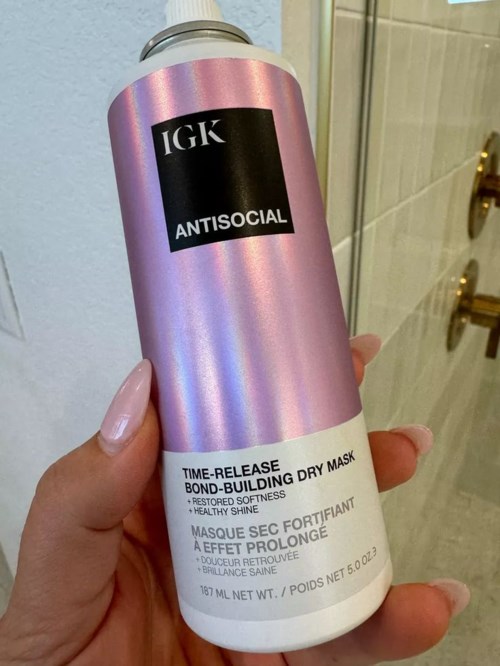 IGK
ANTISOCIAL
TIME-RELEASE
BOND-BUILDING DRY MASK
+ RESTORED SOFTNESS
+ HEALTHY SHINE
MASQUE SEC FORTIFIANT
À EFFET PROLONGÉ
+ DOUCEUR RETROUVÉE
+ BRILLANCE SAINE
187 ML NET WT. / POIDS NET 5.0 OZ.